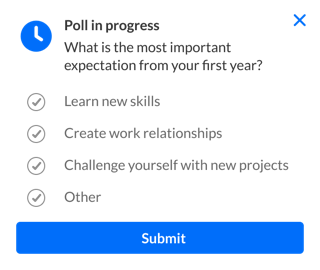 Poll in progress
What is the most important
expectation from your first year?
Learn new skills
Create work relationships
Challenge yourself with new projects
Other
Submit